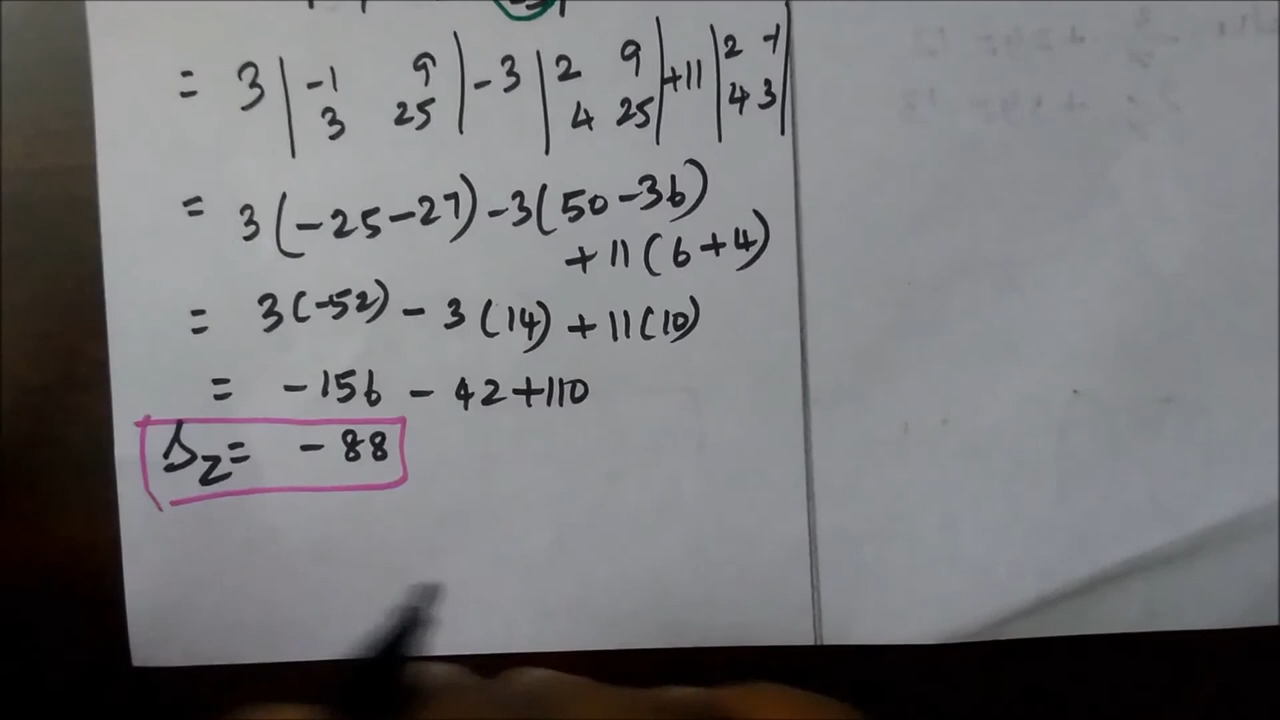 = 3 | -1 9 | - 3 | 2 9 | + 11 | 2 -1 |
| 3 25 | | 4 25 | | 4 3 |
= 3(-25-27) - 3(50-36)
+ 11(6+4)
= 3(-52) - 3(14) + 11(10)
= -156 - 42 + 110
Δz = -88